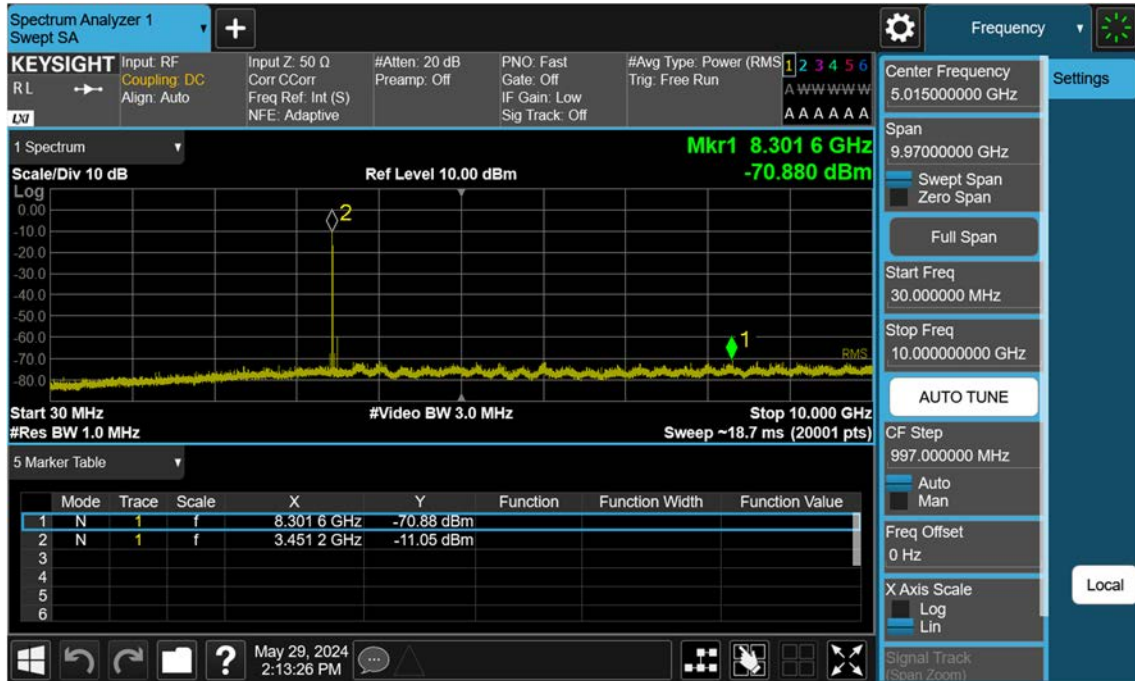 Spectrum Analyzer 1
Swept SA
Frequency
KEYSIGHT
R L
LXI
Input: RF
Coupling: DC
Align: Auto
Input Z: 50 Ω
Corr CCorr
Freq Ref: Int (S)
NFE: Adaptive
#Atten: 20 dB
Preamp: Off
PNO: Fast
Gate: Off
IF Gain: Low
Sig Track: Off
#Avg Type: Power (RMS
Trig: Free Run
1 2 3 4 5 6
A W W W W W
A A A A A A
1 Spectrum
Scale/Div 10 dB
Ref Level 10.00 dBm
Mkr1 8.301 6 GHz
-70.880 dBm
Log
0.00
-10.0
-20.0
-30.0
-40.0
-50.0
-60.0
-70.0
-80.0
2
1
RMS
Start 30 MHz
#Video BW 3.0 MHz
Stop 10.000 GHz
#Res BW 1.0 MHz
Sweep ~18.7 ms (20001 pts)
5 Marker Table
Mode Trace Scale X Y Function Function Width Function Value
1 N 1 f 8.301 6 GHz -70.88 dBm
2 N 1 f 3.451 2 GHz -11.05 dBm
3
4
5
6
May 29, 2024
2:13:26 PM
Center Frequency
5.015000000 GHz
Span
9.97000000 GHz
Swept Span
Zero Span
Full Span
Start Freq
30.000000 MHz
Stop Freq
10.000000000 GHz
AUTO TUNE
CF Step
997.000000 MHz
Auto
Man
Freq Offset
0 Hz
X Axis Scale
Log
Lin
Signal Track
(Span Zoom)
Settings
Local